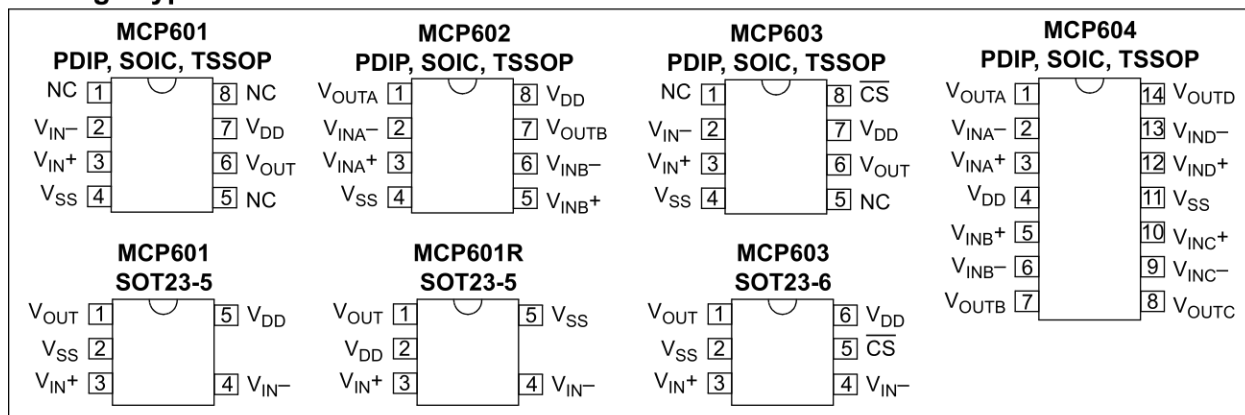 MCP601
PDIP, SOIC, TSSOP
NC 1 8 NC
VIN– 2 7 VDD
VIN+ 3 6 VOUT
VSS 4 5 NC
MCP602
PDIP, SOIC, TSSOP
VOUTA 1 8 VDD
VINA– 2 7 VOUTB
VINA+ 3 6 VINB–
VSS 4 5 VINB+
MCP603
PDIP, SOIC, TSSOP
NC 1 8 CS
VIN– 2 7 VDD
VIN+ 3 6 VOUT
VSS 4 5 NC
MCP604
PDIP, SOIC, TSSOP
VOUTA 1 14 VOUTD
VINA– 2 13 VIND–
VINA+ 3 12 VIND+
VDD 4 11 VSS
VINB+ 5 10 VINC+
VINB– 6 9 VINC–
VOUTB 7 8 VOUTC
MCP601
SOT23-5
VOUT 1 5 VDD
VSS 2
VIN+ 3 4 VIN–
MCP601R
SOT23-5
VOUT 1 5 VSS
VDD 2
VIN+ 3 4 VIN–
MCP603
SOT23-6
VOUT 1 6 VDD
VSS 2 5 CS
VIN+ 3 4 VIN–